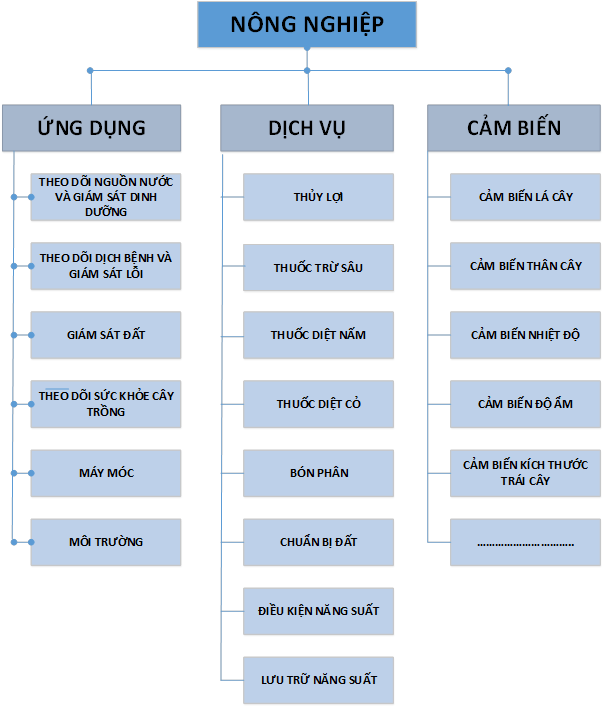 NÔNG NGHIỆP
ỨNG DỤNG
THEO DÕI NGUỒN NƯỚC
VÀ GIÁM SÁT DINH
DƯỠNG
THEO DÕI DỊCH BỆNH VÀ
GIÁM SÁT LỖI
GIÁM SÁT ĐẤT
THEO DÕI SỨC KHỎE CÂY
TRỒNG
MÁY MÓC
MÔI TRƯỜNG
DỊCH VỤ
THỦY LỢI
THUỐC TRỪ SÂU
THUỐC DIỆT NẤM
THUỐC DIỆT CỎ
BÓN PHÂN
CHUẨN BỊ ĐẤT
ĐIỀU KIỆN NĂNG SUẤT
LƯU TRỮ NĂNG SUẤT
CẢM BIẾN
CẢM BIẾN LÁ CÂY
CẢM BIẾN THÂN CÂY
CẢM BIẾN NHIỆT ĐỘ
CẢM BIẾN ĐỘ ẨM
CẢM BIẾN KÍCH THƯỚC
TRÁI CÂY
................................